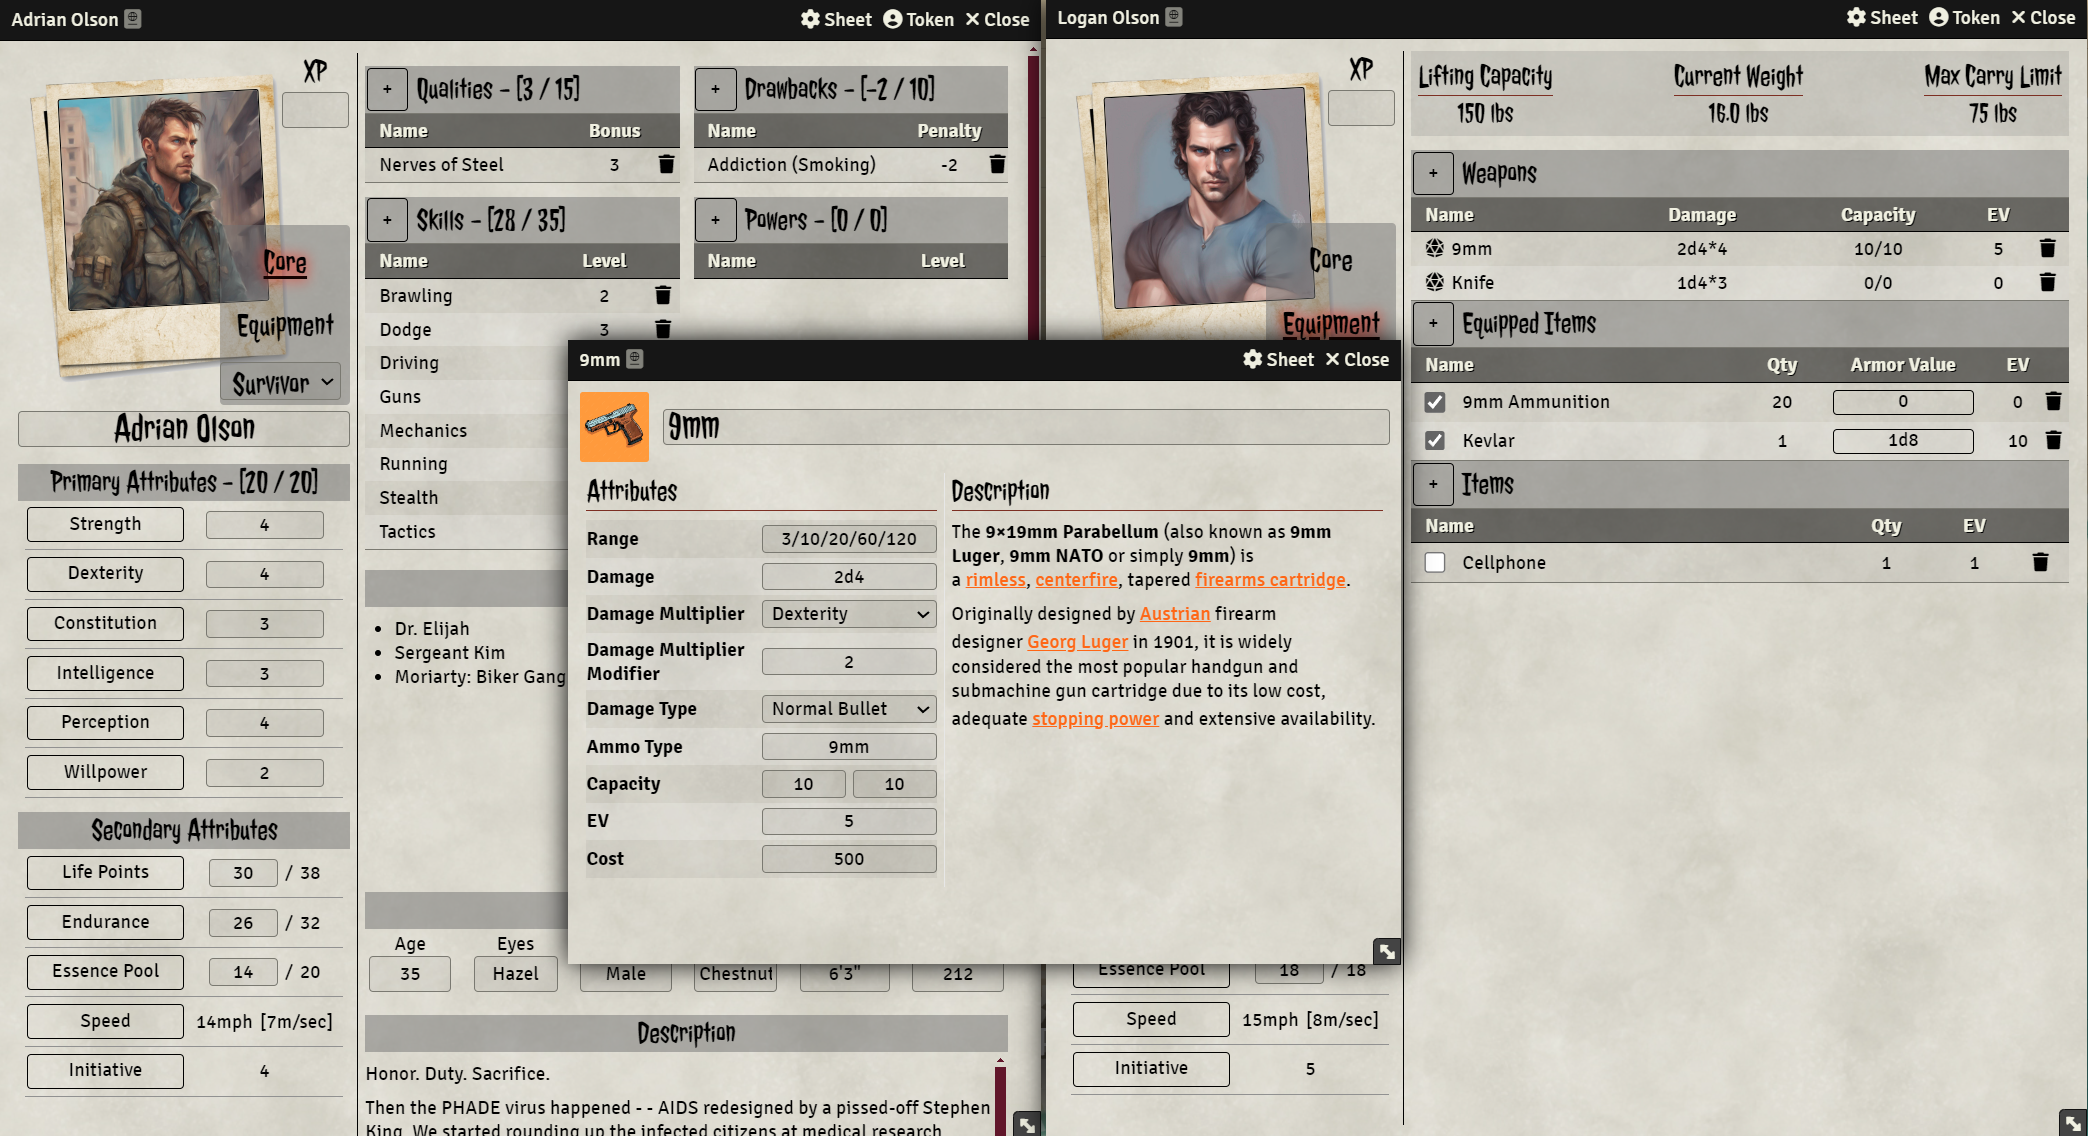 Adrian Olson
Sheet Token Close
XP
Core
Equipment
Survivor
Adrian Olson
Primary Attributes - [20 / 20]
Strength 4
Dexterity 4
Constitution 3
Intelligence 3
Perception 4
Willpower 2
Secondary Attributes
Life Points 30 / 38
Endurance 26 / 32
Essence Pool 14 / 20
Speed 14mph [7m/sec]
Initiative 4
+ Qualities - [3 / 15]
Name Bonus
Nerves of Steel 3
+ Drawbacks - [-2 / 10]
Name Penalty
Addiction (Smoking) -2
+ Skills - [28 / 35]
Name Level
Brawling 2
Dodge 3
Driving
Guns
Mechanics
Running
Stealth
Tactics
+ Powers - [0 / 0]
Name Level
• Dr. Elijah
• Sergeant Kim
• Moriarty: Biker Gang
Age Eyes
35 Hazel Male Chestnut 6'3" 212
Description
Honor. Duty. Sacrifice.
Then the PHADE virus happened - - AIDS redesigned by a pissed-off Stephen
King. We started rounding up the infected citizens at medical research
9mm
Sheet Close
9mm
Attributes
Range 3/10/20/60/120
Damage 2d4
Damage Multiplier Dexterity
Damage Multiplier
Modifier 2
Damage Type Normal Bullet
Ammo Type 9mm
Capacity 10 10
EV 5
Cost 500
Description
The 9×19mm Parabellum (also known as 9mm
Luger, 9mm NATO or simply 9mm) is
a rimless, centerfire, tapered firearms cartridge.
Originally designed by Austrian firearm
designer Georg Luger in 1901, it is widely
considered the most popular handgun and
submachine gun cartridge due to its low cost,
adequate stopping power and extensive availability.
Logan Olson
Sheet Token Close
XP
Core
Equipment
Essence Pool 18 / 18
Speed 15mph [8m/sec]
Initiative 5
Lifting Capacity Current Weight Max Carry Limit
150 lbs 16.0 lbs 75 lbs
+ Weapons
Name Damage Capacity EV
9mm 2d4*4 10/10 5
Knife 1d4*3 0/0 0
+ Equipped Items
Name Qty Armor Value EV
9mm Ammunition 20 0 0
Kevlar 1 1d8 10
+ Items
Name Qty EV
Cellphone 1 1